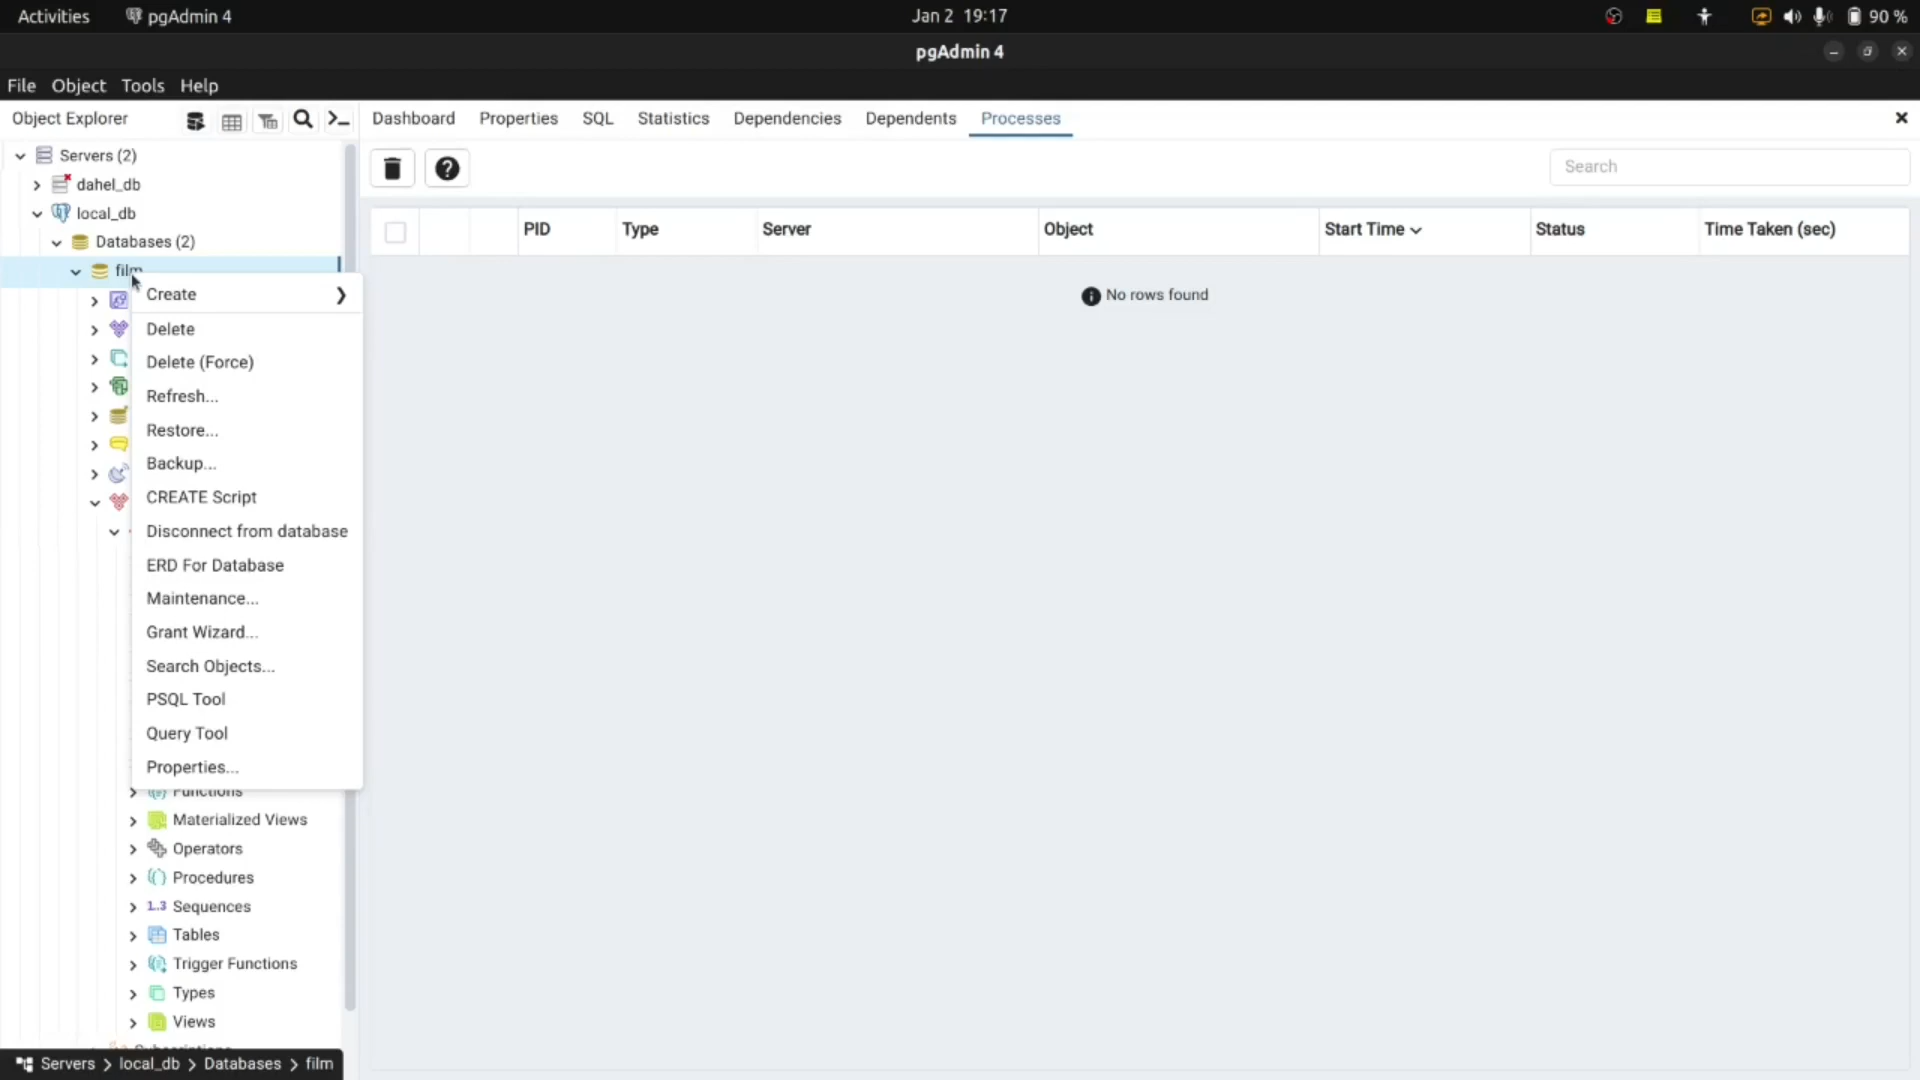 Activities pgAdmin 4 Jan 2 19:17 90 %
pgAdmin 4
File Object Tools Help
Object Explorer Dashboard Properties SQL Statistics Dependencies Dependents Processes
Servers (2)
Search
dahel_db
local_db
PID Type Server Object Start Time Status Time Taken (sec)
Databases (2)
film
Create
No rows found
Delete
Delete (Force)
Refresh...
Restore...
Backup...
CREATE Script
Disconnect from database
ERD For Database
Maintenance...
Grant Wizard...
Search Objects...
PSQL Tool
Query Tool
Properties...
Functions
Materialized Views
Operators
Procedures
1..3 Sequences
Tables
Trigger Functions
Types
Views
Subscriptions
Servers > local_db > Databases > film